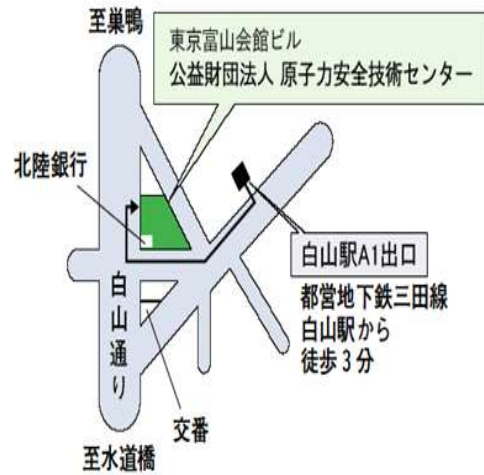 至巣鴨
東京富山会館ビル
公益財団法人 原子力安全技術センター
北陸銀行
白山駅A1出口
都営地下鉄三田線
白山駅から
徒歩3分
白山通り
交番
至水道橋